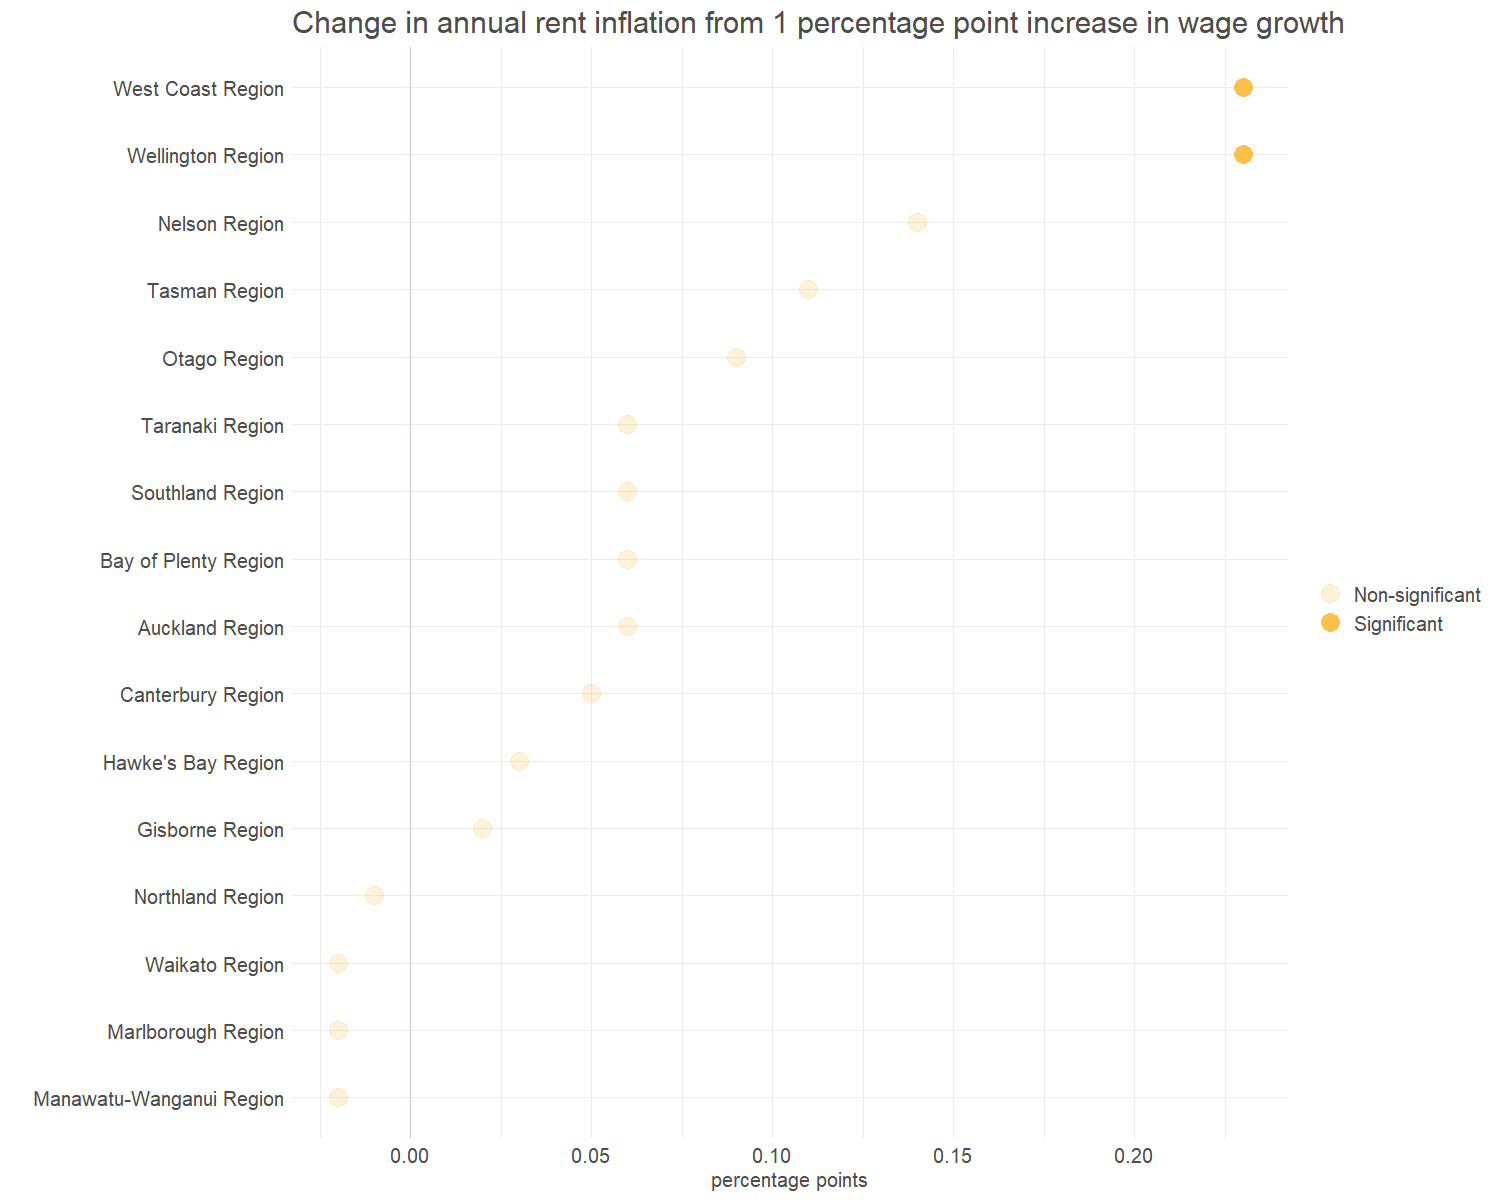 Change in annual rent inflation from 1 percentage point increase in wage growth
West Coast Region
Wellington Region
Nelson Region
Tasman Region
Otago Region
Taranaki Region
Southland Region
Bay of Plenty Region
Auckland Region
Canterbury Region
Hawke's Bay Region
Gisborne Region
Northland Region
Waikato Region
Marlborough Region
Manawatu-Wanganui Region
Non-significant
Significant
0.00 0.05 0.10 0.15 0.20
percentage points